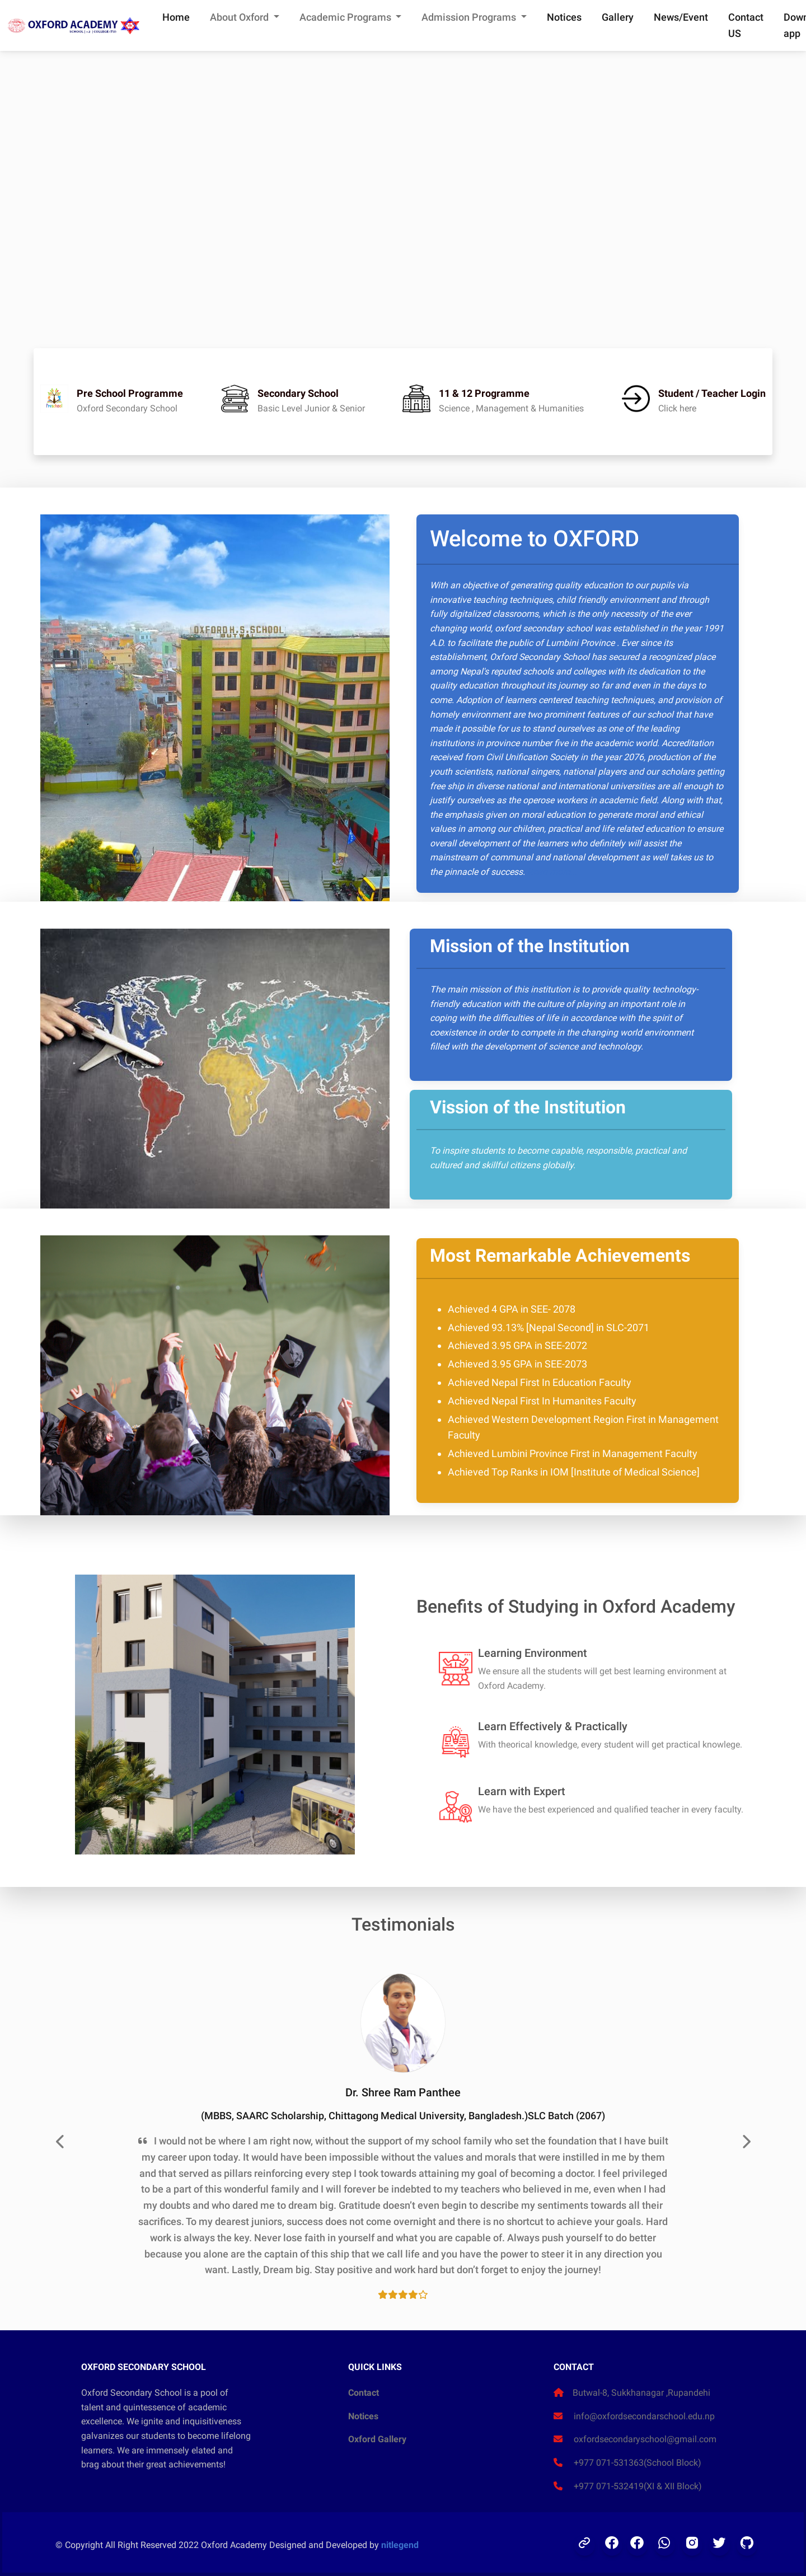 OXFORD ACADEMY
Home
About Oxford
Academic Programs
Admission Programs
Notices
Gallery
News/Event
Contact US
Down
app
Pre School Programme
Oxford Secondary School
Secondary School
Basic Level Junior & Senior
11 & 12 Programme
Science , Management & Humanities
Student / Teacher Login
Click here
OXFORD H.S.SCHOOL
BUTWAL
Welcome to OXFORD
With an objective of generating quality education to our pupils via
innovative teaching techniques, child friendly environment and through
fully digitalized classrooms, which is the only necessity of the ever
changing world, oxford secondary school was established in the year 1991
A.D. to facilitate the public of Lumbini Province . Ever since its
establishment, Oxford Secondary School has secured a recognized place
among Nepal's reputed schools and colleges with its dedication to the
quality education throughout its journey so far and even in the days to
come. Adoption of learners centered teaching techniques, and provision of
homely environment are two prominent features of our school that have
made it possible for us to stand ourselves as one of the leading
institutions in province number five in the academic world. Accreditation
received from Civil Unification Society in the year 2076, production of the
youth scientists, national singers, national players and our scholars getting
free ship in diverse national and international universities are all enough to
justify ourselves as the operose workers in academic field. Along with that,
the emphasis given on moral education to generate moral and ethical
values in among our children, practical and life related education to ensure
overall development of the learners who definitely will assist the
mainstream of communal and national development as well takes us to
the pinnacle of success.
Mission of the Institution
The main mission of this institution is to provide quality technology-
friendly education with the culture of playing an important role in
coping with the difficulties of life in accordance with the spirit of
coexistence in order to compete in the changing world environment
filled with the development of science and technology.
Vission of the Institution
To inspire students to become capable, responsible, practical and
cultured and skillful citizens globally.
Most Remarkable Achievements
Achieved 4 GPA in SEE- 2078
Achieved 93.13% [Nepal Second] in SLC-2071
Achieved 3.95 GPA in SEE-2072
Achieved 3.95 GPA in SEE-2073
Achieved Nepal First In Education Faculty
Achieved Nepal First In Humanites Faculty
Achieved Western Development Region First in Management
Faculty
Achieved Lumbini Province First in Management Faculty
Achieved Top Ranks in IOM [Institute of Medical Science]
Benefits of Studying in Oxford Academy
Learning Environment
We ensure all the students will get best learning environment at
Oxford Academy.
Learn Effectively & Practically
With theorical knowledge, every student will get practical knowlege.
Learn with Expert
We have the best experienced and qualified teacher in every faculty.
Testimonials
Dr. Shree Ram Panthee
(MBBS, SAARC Scholarship, Chittagong Medical University, Bangladesh.)SLC Batch (2067)
I would not be where I am right now, without the support of my school family who set the foundation that I have built
my career upon today. It would have been impossible without the values and morals that were instilled in me by them
and that served as pillars reinforcing every step I took towards attaining my goal of becoming a doctor. I feel privileged
to be a part of this wonderful family and I will forever be indebted to my teachers who believed in me, even when I had
my doubts and who dared me to dream big. Gratitude doesn't even begin to describe my sentiments towards all their
sacrifices. To my dearest juniors, success does not come overnight and there is no shortcut to achieve your goals. Hard
work is always the key. Never lose faith in yourself and what you are capable of. Always push yourself to do better
because you alone are the captain of this ship that we call life and you have the power to steer it in any direction you
want. Lastly, Dream big. Stay positive and work hard but don't forget to enjoy the journey!
OXFORD SECONDARY SCHOOL
Oxford Secondary School is a pool of
talent and quintessence of academic
excellence. We ignite and inquisitiveness
galvanizes our students to become lifelong
learners. We are immensely elated and
brag about their great achievements!
QUICK LINKS
Contact
Notices
Oxford Gallery
CONTACT
Butwal-8, Sukkhanagar ,Rupandehi
info@oxfordsecondarschool.edu.np
oxfordsecondaryschool@gmail.com
+977 071-531363(School Block)
+977 071-532419(XI & XII Block)
© Copyright All Right Reserved 2022 Oxford Academy Designed and Developed by nitlegend